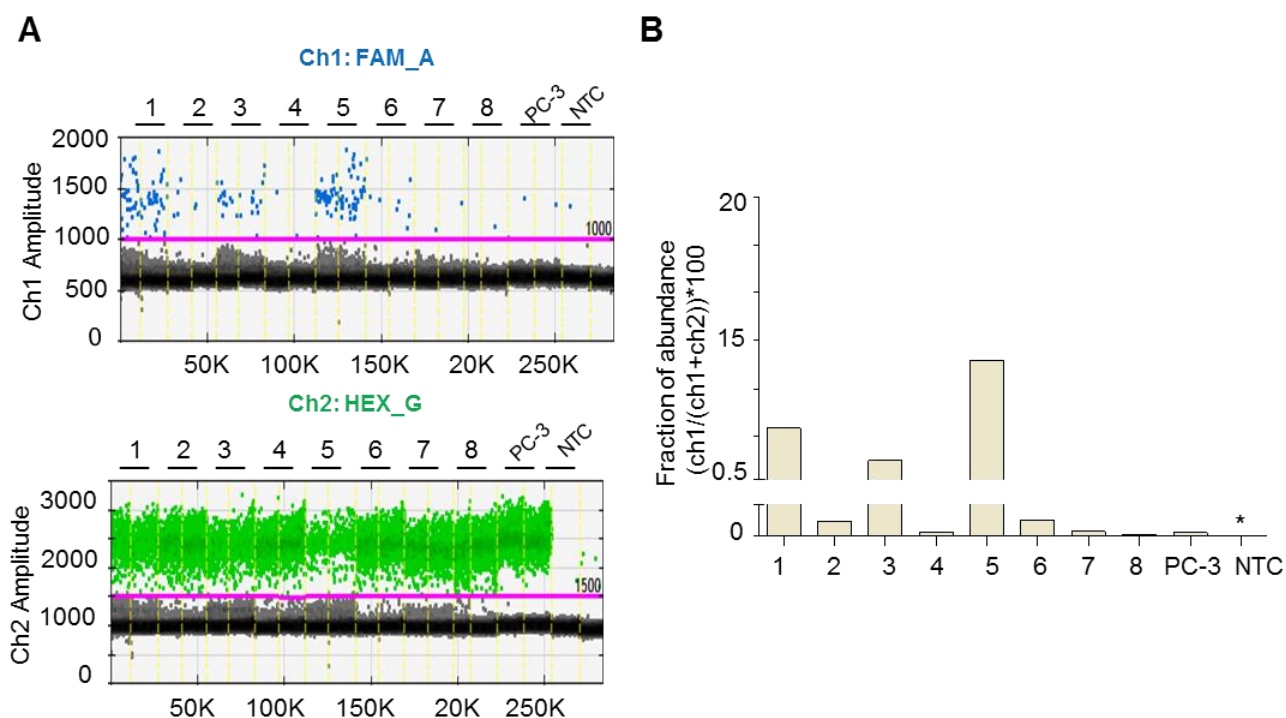 A
Ch1: FAM_A
1 2 3 4 5 6 7 8 PC-3 NTC
2000
1500
1000
500
0
Ch1 Amplitude
1000
50K 100K 150K 20K 250K
Ch2: HEX_G
1 2 3 4 5 6 7 8 PC-3 NTC
3000
2000
1000
0
Ch2 Amplitude
1500
50K 100K 150K 20K 250K
B
Fraction of abundance
(ch1/(ch1+ch2))*100
20
15
0.5
0
*
1 2 3 4 5 6 7 8 PC-3 NTC